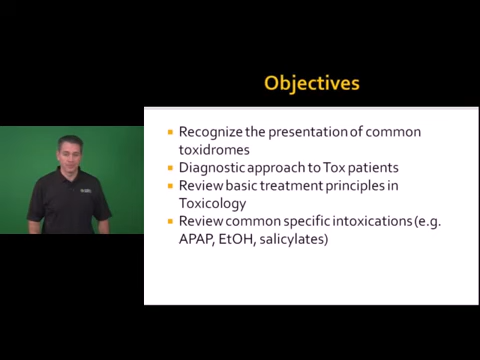 Objectives
Recognize the presentation of common
toxidromes
Diagnostic approach to Tox patients
Review basic treatment principles in
Toxicology
Review common specific intoxications (e.g.
APAP, EtOH, salicylates)